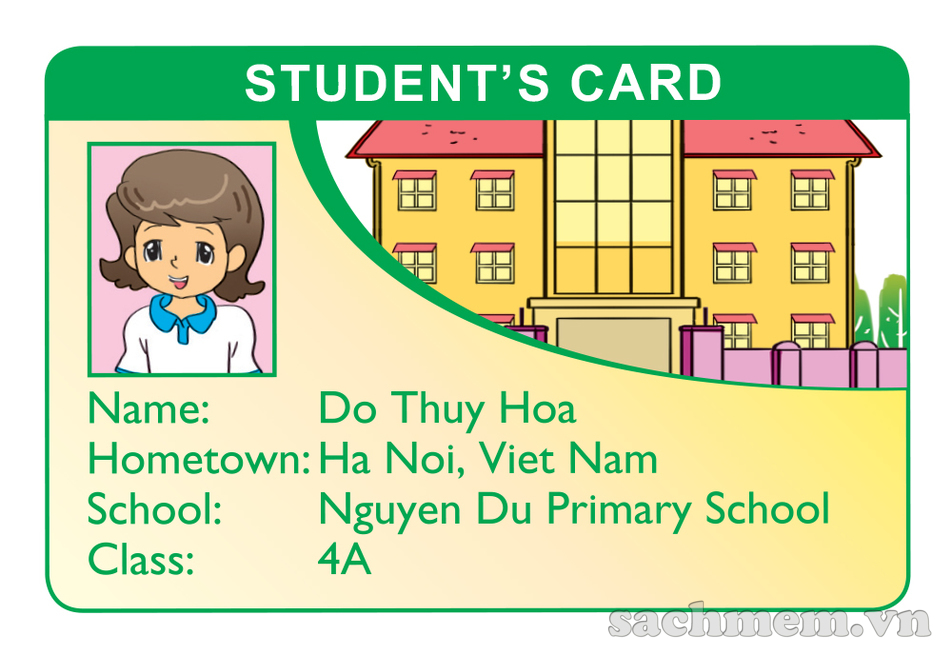 STUDENT’S CARD
Name: Do Thuy Hoa
Hometown: Ha Noi, Viet Nam
School: Nguyen Du Primary School
Class: 4A
sachmem.vn